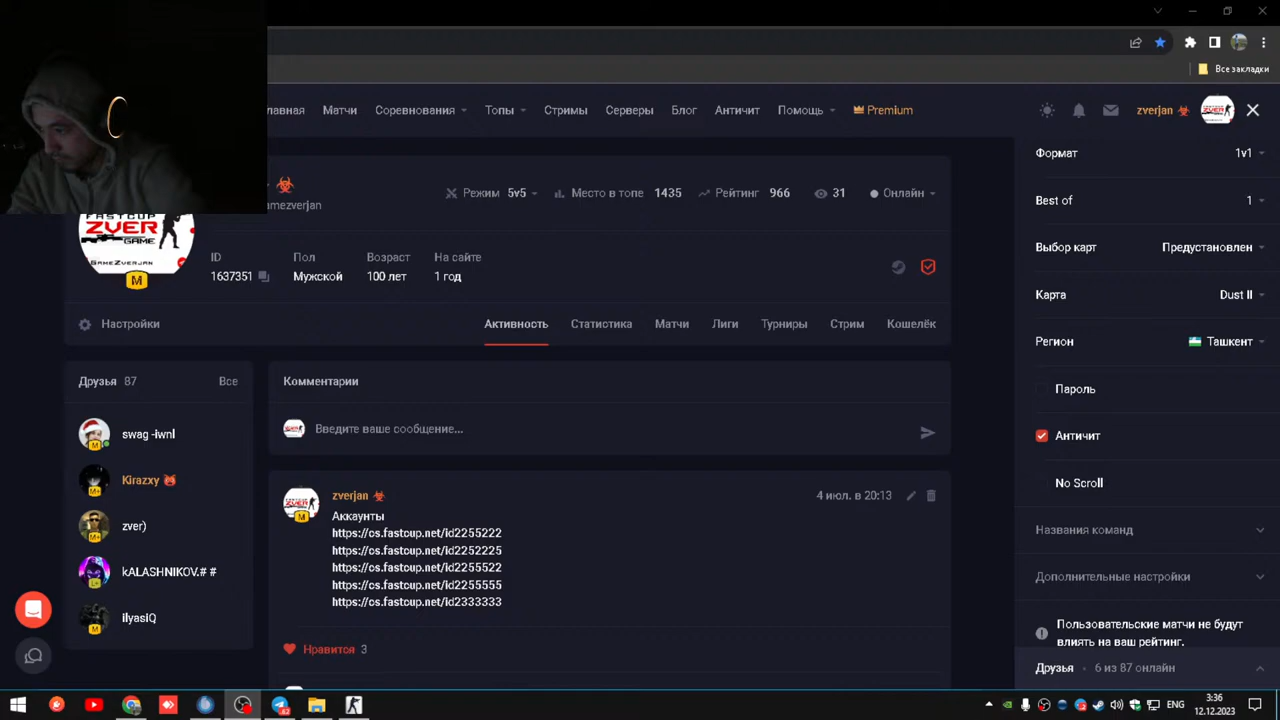 Все закладки
лавная
Матчи
Соревнования
Топы
Стримы
Серверы
Блог
Античит
Помощь
Premium
zverjan
FASTCUP
ZVER
GAME
GAMEZVERJAN
M
amezverjan
Режим 5v5
Место в топе 1435
Рейтинг 966
31
Онлайн
ID
1637351
Пол
Мужской
Возраст
100 лет
На сайте
1 год
Настройки
Активность
Статистика
Матчи
Лиги
Турниры
Стрим
Кошелёк
Друзья 87
Все
swag -iwnl
Kirazxy
zver)
kALASHNIKOV.# #
ilyasIQ
Комментарии
Введите ваше сообщение...
zverjan
4 июл. в 20:13
Аккаунты
https://cs.fastcup.net/id2255222
https://cs.fastcup.net/id2252225
https://cs.fastcup.net/id2255522
https://cs.fastcup.net/id2255555
https://cs.fastcup.net/id2333333
Нравится 3
Формат 1v1
Best of 1
Выбор карт Предустановлен
Карта Dust II
Регион Ташкент
Пароль
Античит
No Scroll
Названия команд
Дополнительные настройки
Пользовательские матчи не будут
влиять на ваш рейтинг.
Друзья • 6 из 87 онлайн
ENG
3:36
12.12.2023